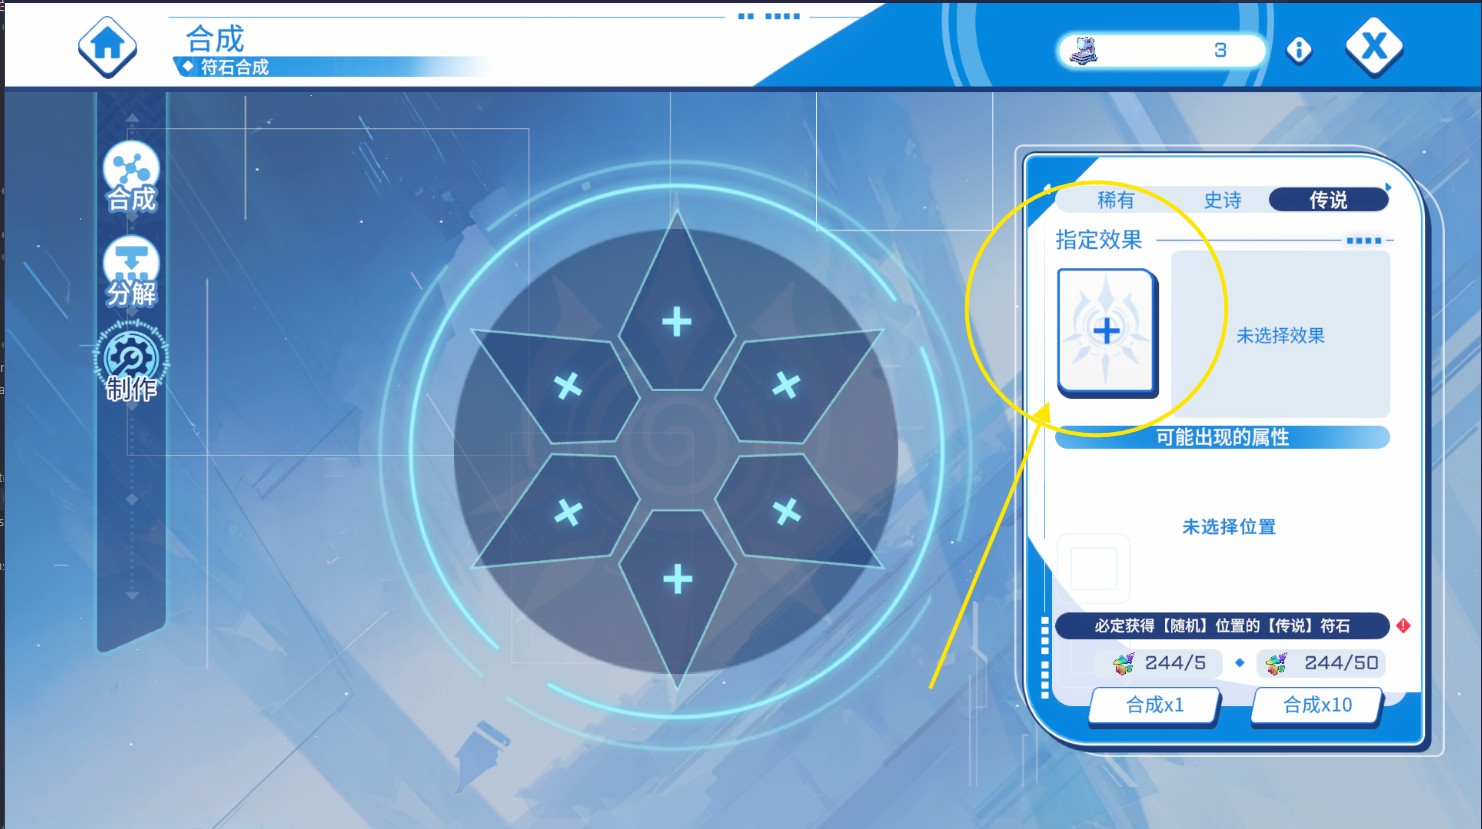 合成
符石合成
3
X
合成
分解
制作
稀有
史诗
传说
指定效果
未选择效果
可能出现的属性
未选择位置
必定获得【随机】位置的【传说】符石
244/5
244/50
合成x1
合成x10